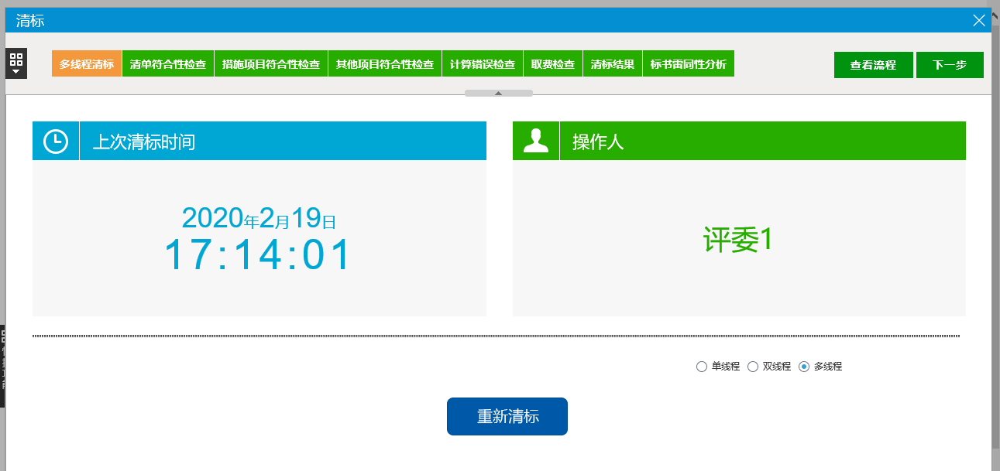 清标
多线程清标 清单符合性检查 措施项目符合性检查 其他项目符合性检查 计算错误检查 取费检查 清标结果 标书雷同性分析 查看流程 下一步
上次清标时间
操作人
2020年2月19日
17:14:01
评委1
单线程 双线程 多线程
重新清标